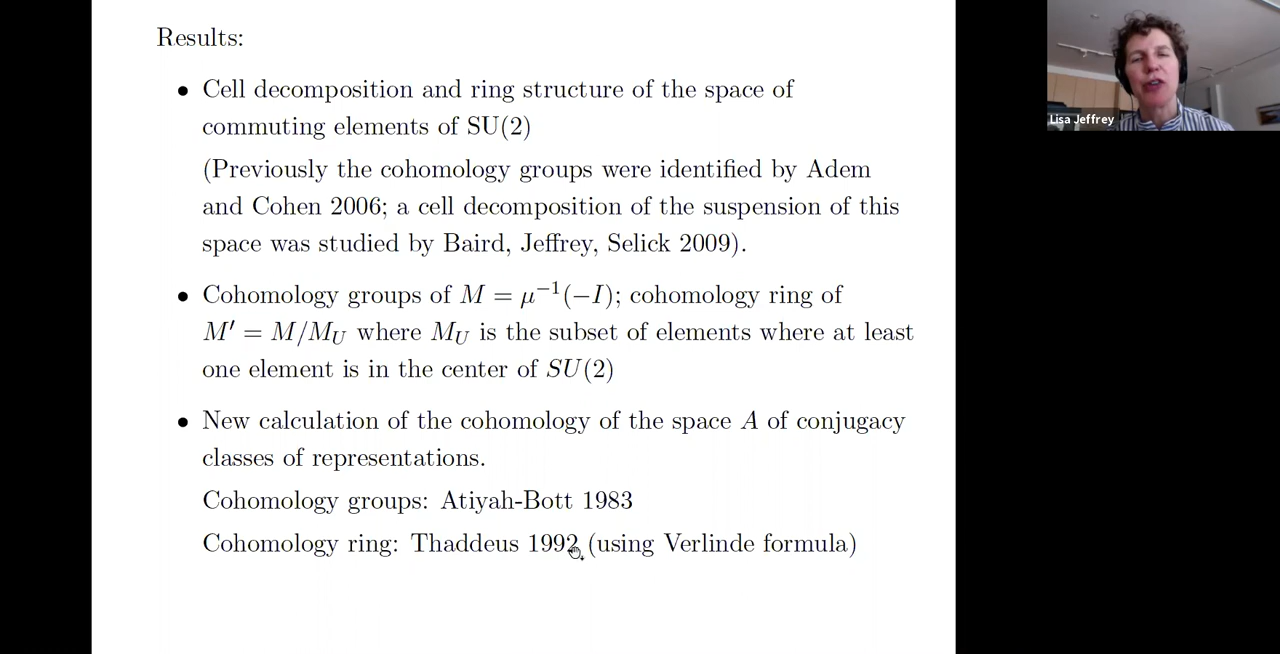 Results:
• Cell decomposition and ring structure of the space of
commuting elements of SU(2)
(Previously the cohomology groups were identified by Adem
and Cohen 2006; a cell decomposition of the suspension of this
space was studied by Baird, Jeffrey, Selick 2009).
• Cohomology groups of M = μ⁻¹(−I); cohomology ring of
M′ = M/M_U where M_U is the subset of elements where at least
one element is in the center of SU(2)
• New calculation of the cohomology of the space A of conjugacy
classes of representations.
Cohomology groups: Atiyah-Bott 1983
Cohomology ring: Thaddeus 1992 (using Verlinde formula)
Lisa Jeffrey